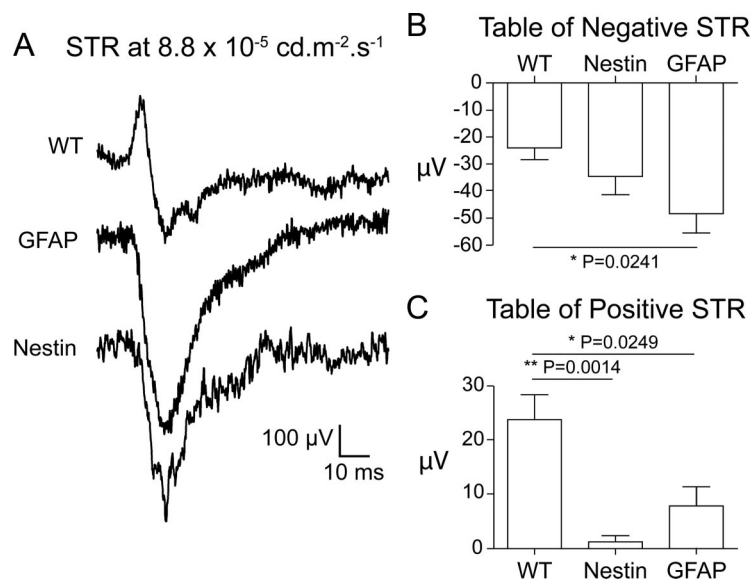 A STR at 8.8 x 10⁻⁵ cd.m⁻².s⁻¹
WT
GFAP
Nestin
100 µV
10 ms
B Table of Negative STR
WT Nestin GFAP
0
-10
-20
-30
-40
-50
-60
µV
* P=0.0241
C Table of Positive STR
* P=0.0249
** P=0.0014
30
20
10
0
µV
WT Nestin GFAP